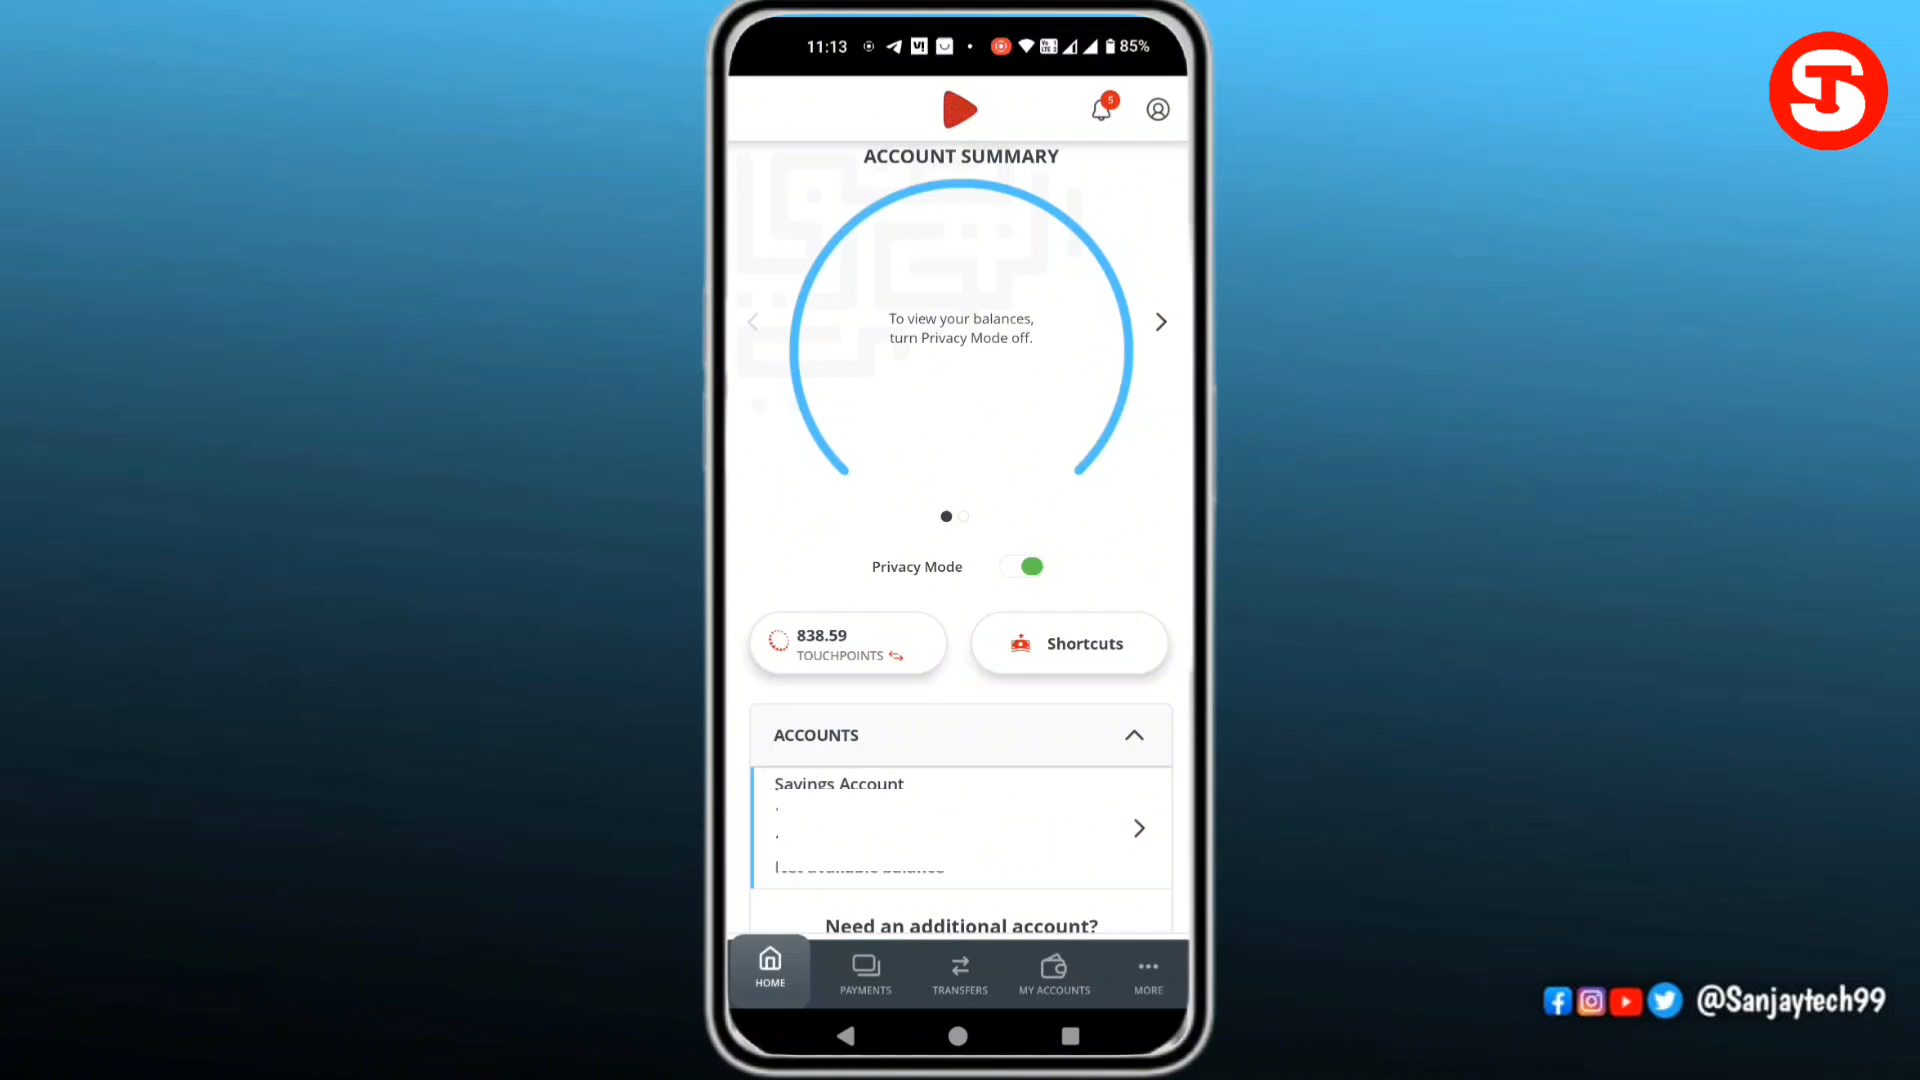 11:13
85%
5
ACCOUNT SUMMARY
To view your balances,
turn Privacy Mode off.
Privacy Mode
838.59
TOUCHPOINTS
Shortcuts
ACCOUNTS
Savings Account
Need an additional account?
HOME
PAYMENTS
TRANSFERS
MY ACCOUNTS
MORE
@Sanjaytech99